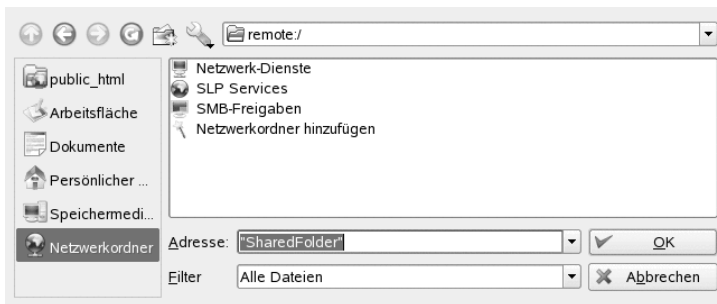 remote:/
public_html
Arbeitsfläche
Dokumente
Persönlicher ...
Speichermedi...
Netzwerkordner
Netzwerk-Dienste
SLP Services
SMB-Freigaben
Netzwerkordner hinzufügen
Adresse: "SharedFolder" OK
Filter Alle Dateien Abbrechen